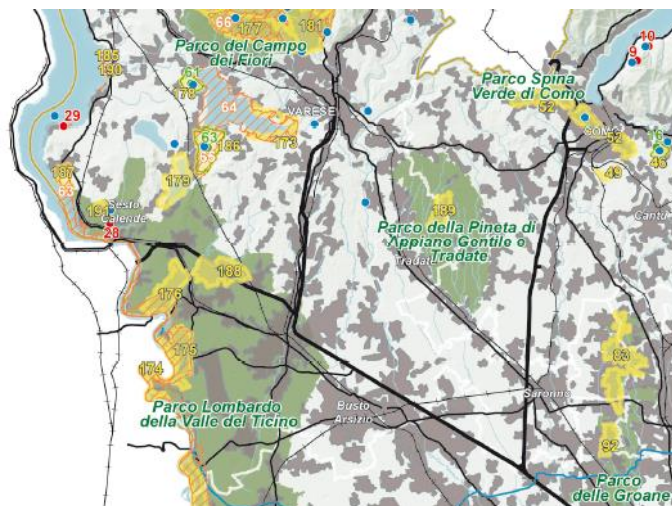 66
177
181
10
9
Parco del Campo
dei Fiori
185
190
61
78
Parco Spina
Verde di Como
64
VARESE
52
29
63
186
173
COMO
52
46
187
179
49
191
Sesto
Calende
28
189
Cantù
Parco della Pineta di
Appiano Gentile e
Tradate
Tradate
188
176
175
83
174
Saronno
Parco Lombardo
della Valle del Ticino
Busto
Arsizio
92
Parco
delle Groane